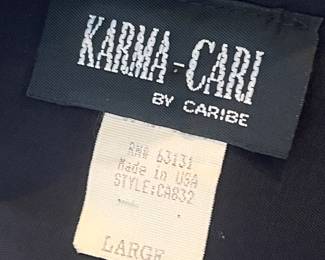 KARMA-CARI
BY CARIBE
RN# 63131
Made in USA
STYLE:CA832
LARGE